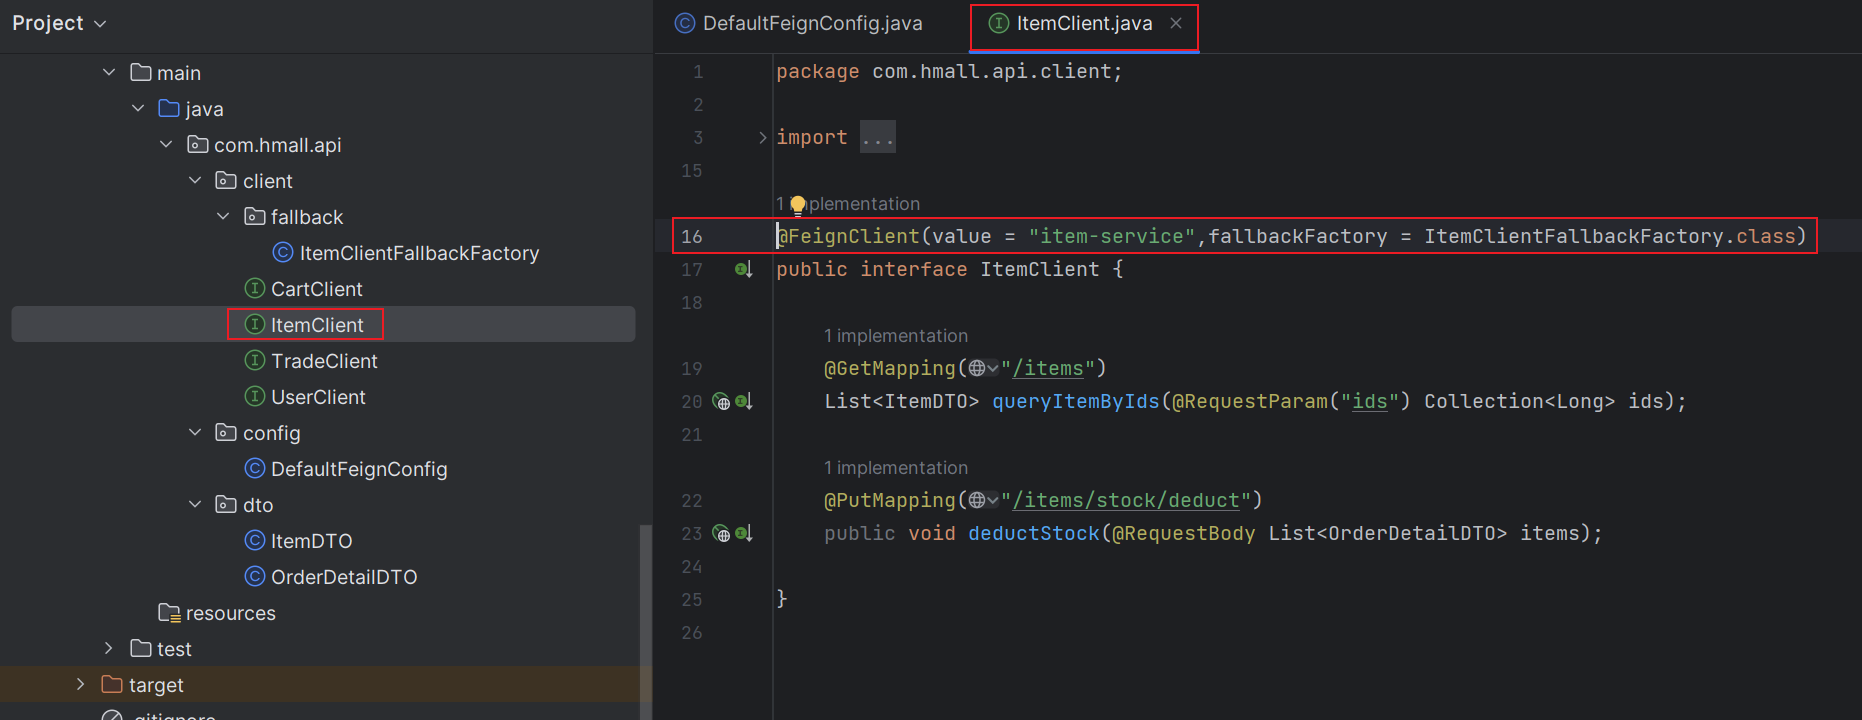 Project
main
java
com.hmall.api
client
fallback
ItemClientFallbackFactory
CartClient
ItemClient
TradeClient
UserClient
config
DefaultFeignConfig
dto
ItemDTO
OrderDetailDTO
resources
test
target
.gitignore
DefaultFeignConfig.java
ItemClient.java
1 package com.hmall.api.client;
2
3 import ...
15
1 implementation
16 @FeignClient(value = "item-service",fallbackFactory = ItemClientFallbackFactory.class)
17 public interface ItemClient {
18
1 implementation
19 @GetMapping("/items")
20 List<ItemDTO> queryItemByIds(@RequestParam("ids") Collection<Long> ids);
21
1 implementation
22 @PutMapping("/items/stock/deduct")
23 public void deductStock(@RequestBody List<OrderDetailDTO> items);
24
25 }
26